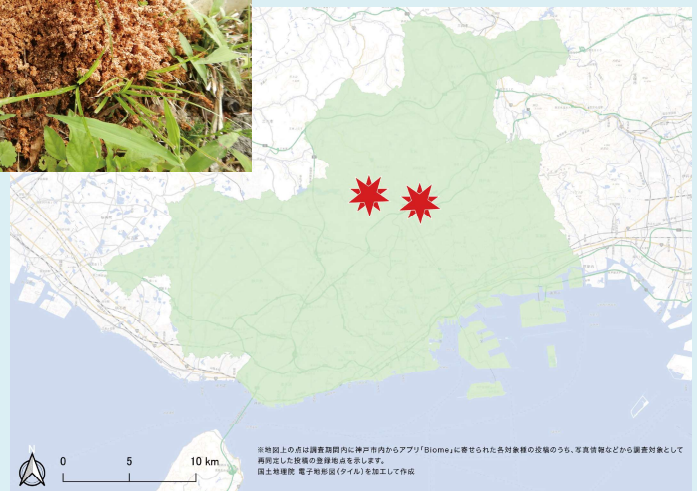 N
0 5 10 km
※地図上の点は調査期間内に神戸市内からアプリ「Biome」に寄せられた各対象種の投稿のうち、写真情報などから調査対象として
再同定した投稿の登録地点を示します。
国土地理院 電子地形図(タイル)を加工して作成